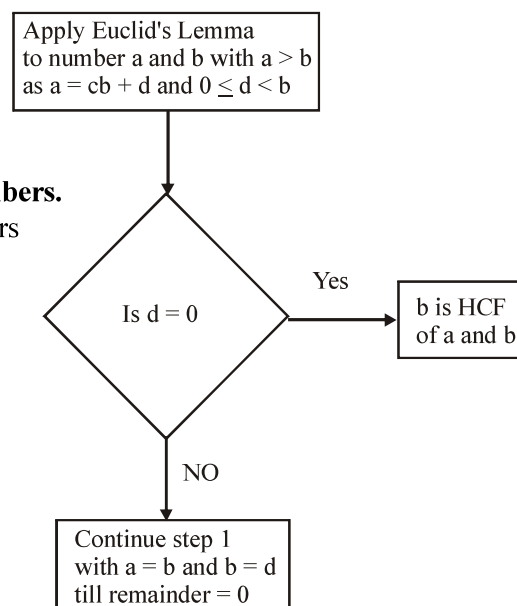 Apply Euclid's Lemma
to number a and b with a > b
as a = cb + d and 0 ≤ d < b
bers.
rs
Is d = 0
Yes
b is HCF
of a and b
NO
Continue step 1
with a = b and b = d
till remainder = 0